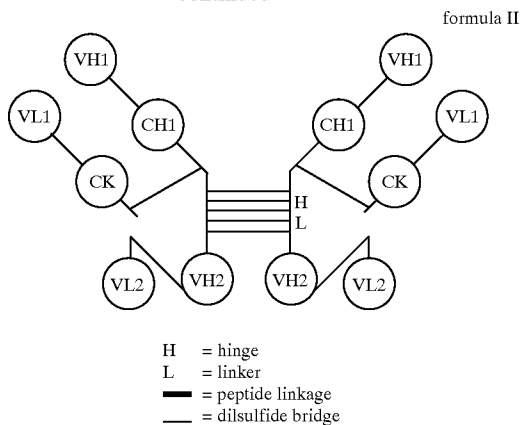 formula II
VH1
VH1
VL1
CH1
CH1
VL1
CK
CK
H
L
VL2
VH2
VH2
VL2
H = hinge
L = linker
= peptide linkage
= dilsulfide bridge